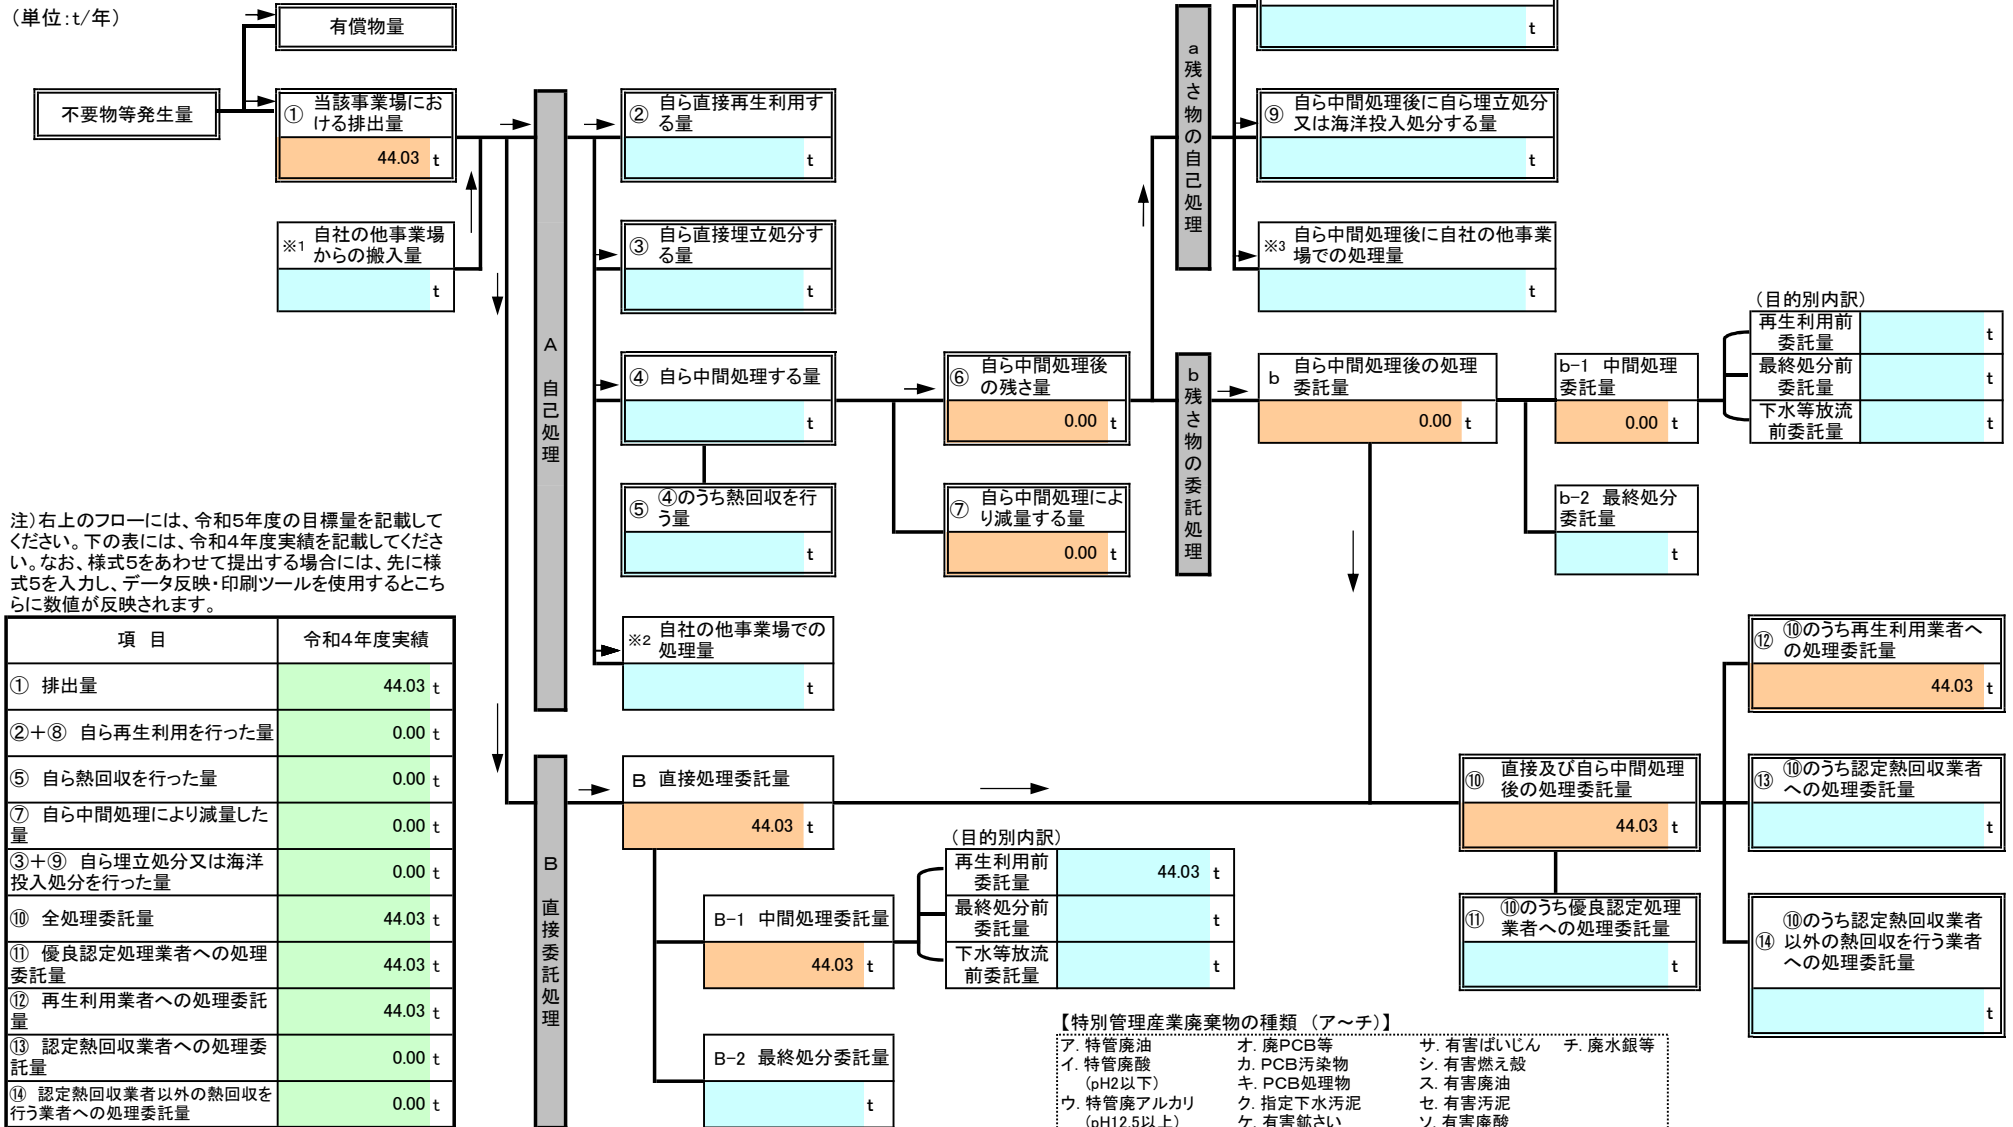 （単位：t/年）
有償物量
不要物等発生量
①
当該事業場にお
ける排出量
44.03 t
※1
自社の他事業場
からの搬入量
t
A
自己処理
②
自ら直接再生利用す
る量
t
③
自ら直接埋立処分す
る量
t
④ 自ら中間処理する量
t
⑤
④のうち熱回収を行
う量
t
※2
自社の他事業場での
処理量
t
⑥
自ら中間処理後
の残さ量
0.00 t
⑦
自ら中間処理によ
り減量する量
0.00 t
a
残さ物の自己処理
t
⑨
自ら中間処理後に自ら埋立処分
又は海洋投入処分する量
t
※3
自ら中間処理後に自社の他事業
場での処理量
t
b
残さ物の委託処理
b
自ら中間処理後の処理
委託量
0.00 t
b-1 中間処理
委託量
0.00 t
b-2 最終処分
委託量
t
（目的別内訳）
再生利用前
委託量
t
最終処分前
委託量
t
下水等放流
前委託量
t
注）右上のフローには、令和5年度の目標量を記載して
ください。下の表には、令和4年度実績を記載してくださ
い。なお、様式5をあわせて提出する場合には、先に様
式5を入力し、データ反映・印刷ツールを使用するとこち
らに数値が反映されます。
項 目 令和4年度実績
① 排出量 44.03 t
②＋⑧ 自ら再生利用を行った量 0.00 t
⑤ 自ら熱回収を行った量 0.00 t
⑦ 自ら中間処理により減量した
量 0.00 t
③＋⑨ 自ら埋立処分又は海洋
投入処分を行った量 0.00 t
⑩ 全処理委託量 44.03 t
⑪ 優良認定処理業者への処理
委託量 44.03 t
⑫ 再生利用業者への処理委託
量 44.03 t
⑬ 認定熱回収業者への処理委
託量 0.00 t
⑭ 認定熱回収業者以外の熱回収を
行う業者への処理委託量 0.00 t
B
直接委託処理
B 直接処理委託量
44.03 t
B-1 中間処理委託量
44.03 t
B-2 最終処分委託量
t
（目的別内訳）
再生利用前
委託量
44.03 t
最終処分前
委託量
t
下水等放流
前委託量
t
⑩
直接及び自ら中間処理
後の処理委託量
44.03 t
⑪
⑩のうち優良認定処理
業者への処理委託量
t
⑫
⑩のうち再生利用業者へ
の処理委託量
44.03 t
⑬
⑩のうち認定熱回収業者
への処理委託量
t
⑭
⑩のうち認定熱回収業者
以外の熱回収を行う業者
への処理委託量
t
【特別管理産業廃棄物の種類 （ア～チ）】
ア. 特管廃油 オ. 廃PCB等 サ. 有害ばいじん チ. 廃水銀等
イ. 特管廃酸 カ. PCB汚染物 シ. 有害燃え殻
（pH2以下） キ. PCB処理物 ス. 有害廃油
ウ. 特管廃アルカリ ク. 指定下水汚泥 セ. 有害汚泥
（pH12.5以上） ケ. 有害鉱さい ソ. 有害廃酸